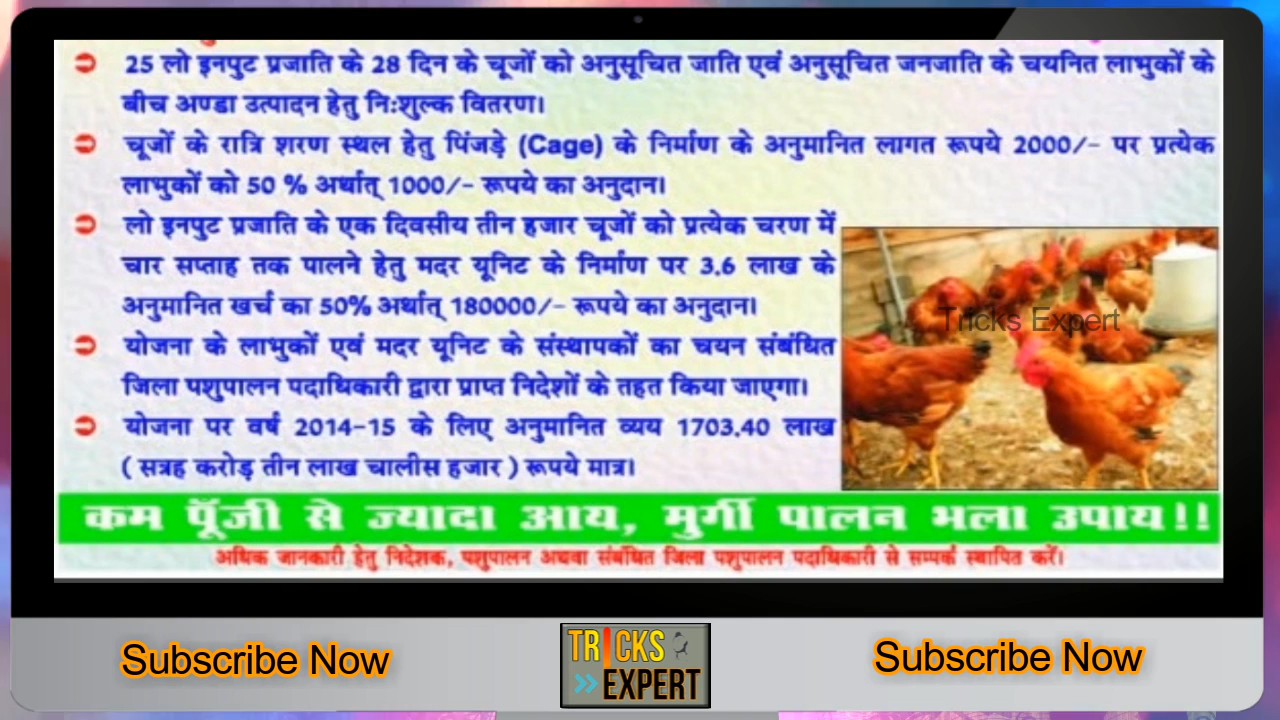 25 लो इनपुट प्रजाति के 28 दिन के चूजों को अनुसूचित जाति एवं अनुसूचित जनजाति के चयनित लाभुकों के
बीच अण्डा उत्पादन हेतु निःशुल्क वितरण।
चूजों के रात्रि शरण स्थल हेतु पिंजड़े (Cage) के निर्माण के अनुमानित लागत रूपये 2000/- पर प्रत्येक
लाभुकों को 50 % अर्थात् 1000/- रूपये का अनुदान।
लो इनपुट प्रजाति के एक दिवसीय तीन हजार चूजों को प्रत्येक चरण में
चार सप्ताह तक पालने हेतु मदर यूनिट के निर्माण पर 3.6 लाख के
अनुमानित खर्च का 50% अर्थात् 180000/- रूपये का अनुदान।
योजना के लाभुकों एवं मदर यूनिट के संस्थापकों का चयन संबंधित
जिला पशुपालन पदाधिकारी द्वारा प्राप्त निदेशों के तहत किया जाएगा।
योजना पर वर्ष 2014-15 के लिए अनुमानित व्यय 1703.40 लाख
( सत्रह करोड़ तीन लाख चालीस हजार ) रूपये मात्र।
Tricks Expert
कम पूँजी से ज्यादा आय, मुर्गी पालन भला उपाय!!
अधिक जानकारी हेतु निदेशक, पशुपालन अथवा संबंधित जिला पशुपालन पदाधिकारी से सम्पर्क स्थापित करें।
Subscribe Now
TRICKS
EXPERT
Subscribe Now